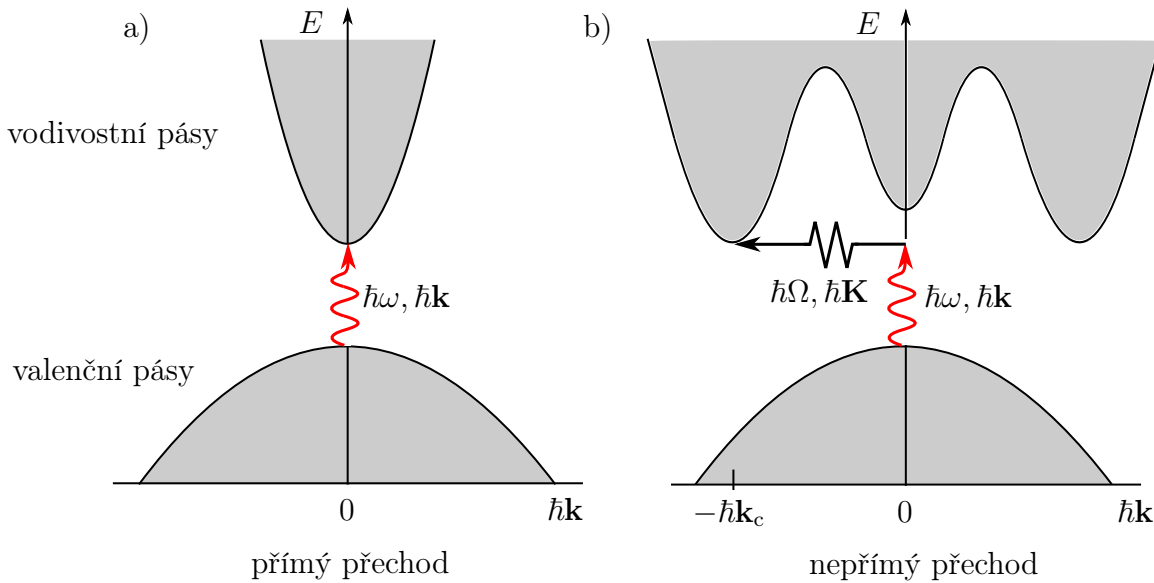 a)
E
vodivostní pásy
ħω, ħk
valenční pásy
0
ħk
přímý přechod
b)
E
ħΩ, ħK
ħω, ħk
−ħk_c
0
ħk
nepřímý přechod